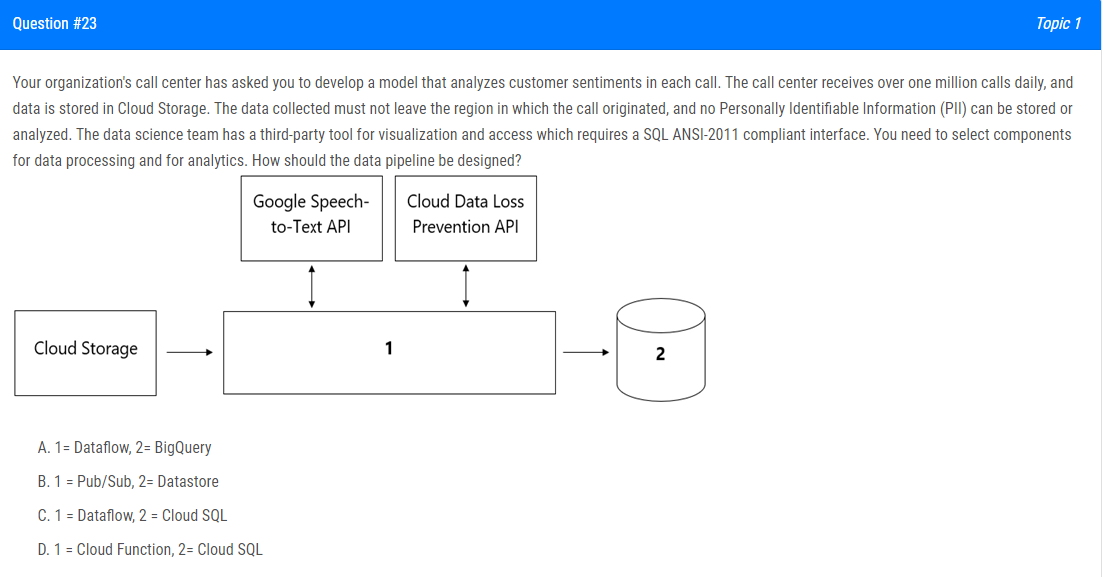 Question #23
Topic 1
Your organization's call center has asked you to develop a model that analyzes customer sentiments in each call. The call center receives over one million calls daily, and
data is stored in Cloud Storage. The data collected must not leave the region in which the call originated, and no Personally Identifiable Information (PII) can be stored or
analyzed. The data science team has a third-party tool for visualization and access which requires a SQL ANSI-2011 compliant interface. You need to select components
for data processing and for analytics. How should the data pipeline be designed?
Google Speech-
to-Text API
Cloud Data Loss
Prevention API
Cloud Storage
1
2
A. 1= Dataflow, 2= BigQuery
B. 1 = Pub/Sub, 2= Datastore
C. 1 = Dataflow, 2 = Cloud SQL
D. 1 = Cloud Function, 2= Cloud SQL